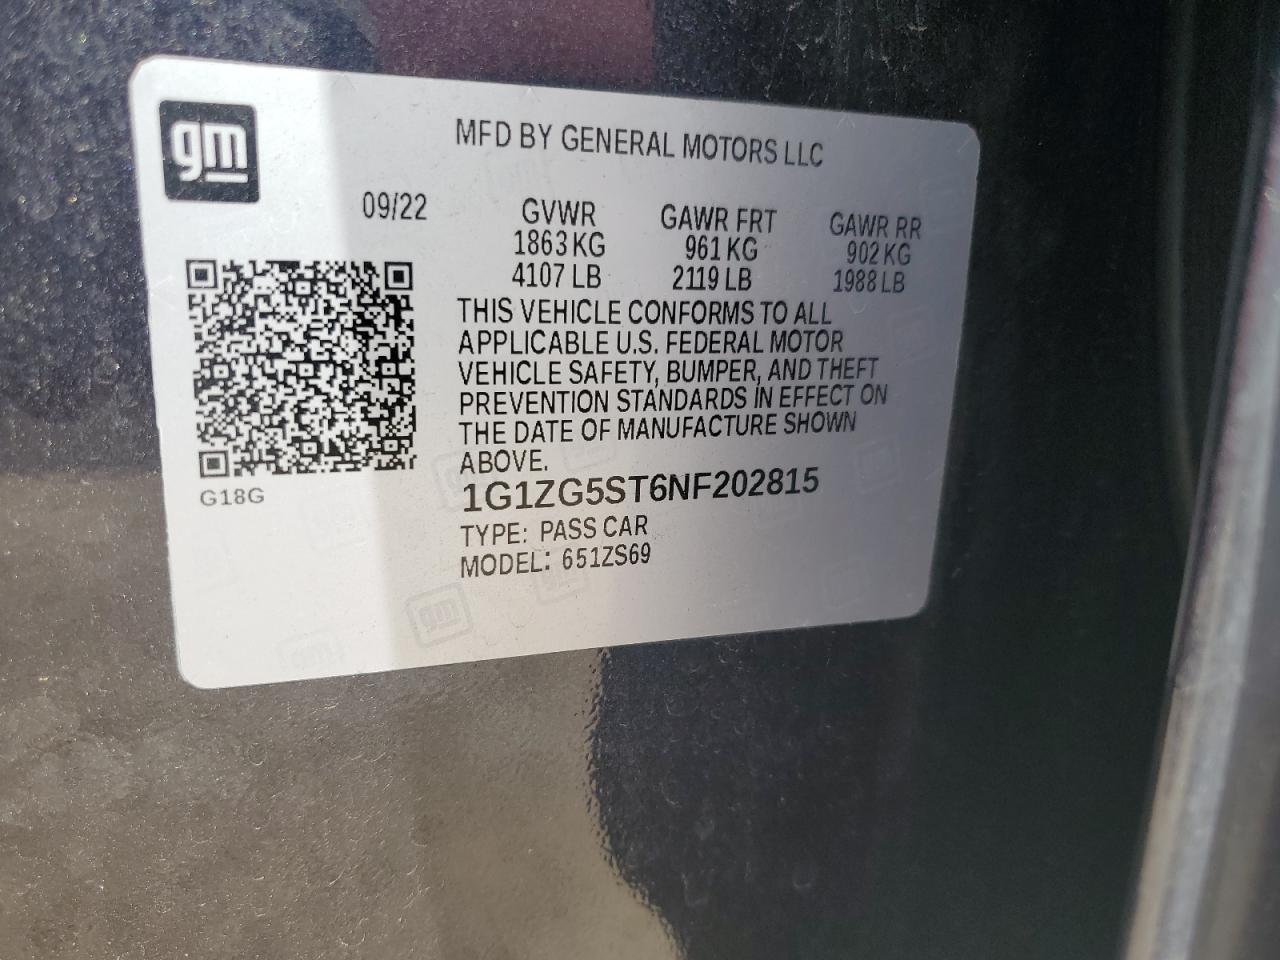 gm
MFD BY GENERAL MOTORS LLC
09/22
GVWR GAWR FRT GAWR RR
1863 KG 961 KG 902 KG
4107 LB 2119 LB 1988 LB
THIS VEHICLE CONFORMS TO ALL
APPLICABLE U.S. FEDERAL MOTOR
VEHICLE SAFETY, BUMPER, AND THEFT
PREVENTION STANDARDS IN EFFECT ON
THE DATE OF MANUFACTURE SHOWN
ABOVE.
G18G
1G1ZG5ST6NF202815
TYPE: PASS CAR
MODEL: 651ZS69
gm